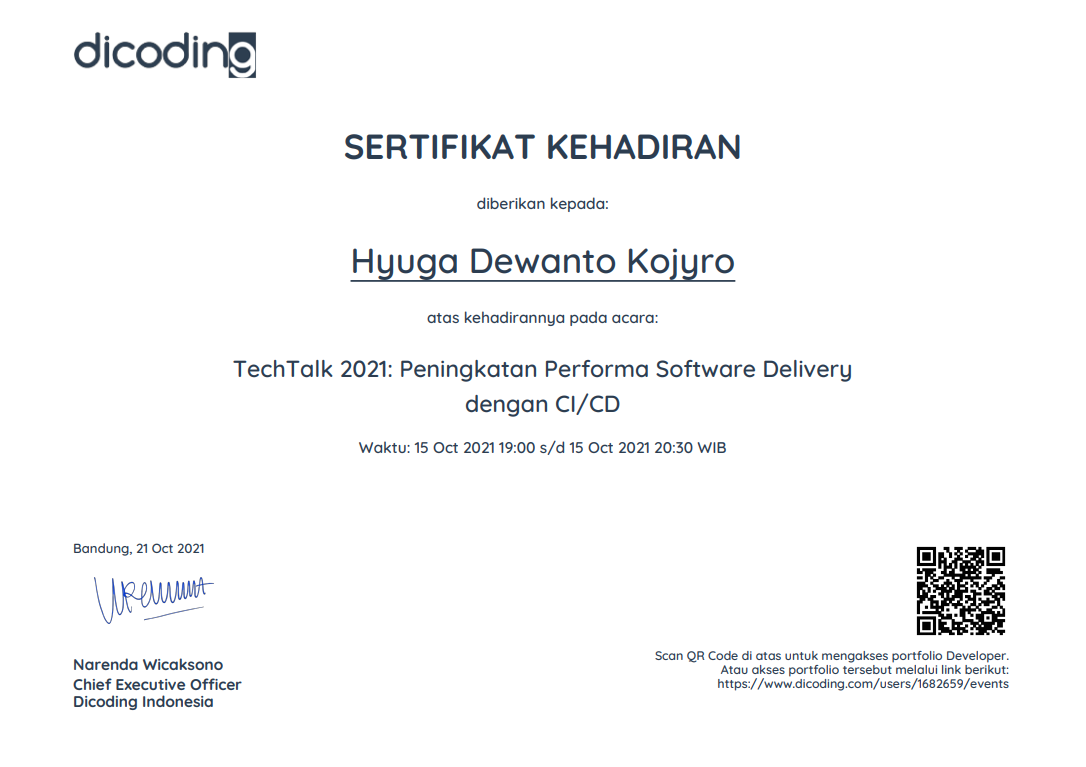 dicoding
SERTIFIKAT KEHADIRAN
diberikan kepada:
Hyuga Dewanto Kojyro
atas kehadirannya pada acara:
TechTalk 2021: Peningkatan Performa Software Delivery
dengan CI/CD
Waktu: 15 Oct 2021 19:00 s/d 15 Oct 2021 20:30 WIB
Bandung, 21 Oct 2021
Narenda Wicaksono
Chief Executive Officer
Dicoding Indonesia
Scan QR Code di atas untuk mengakses portfolio Developer.
Atau akses portfolio tersebut melalui link berikut:
https://www.dicoding.com/users/1682659/events